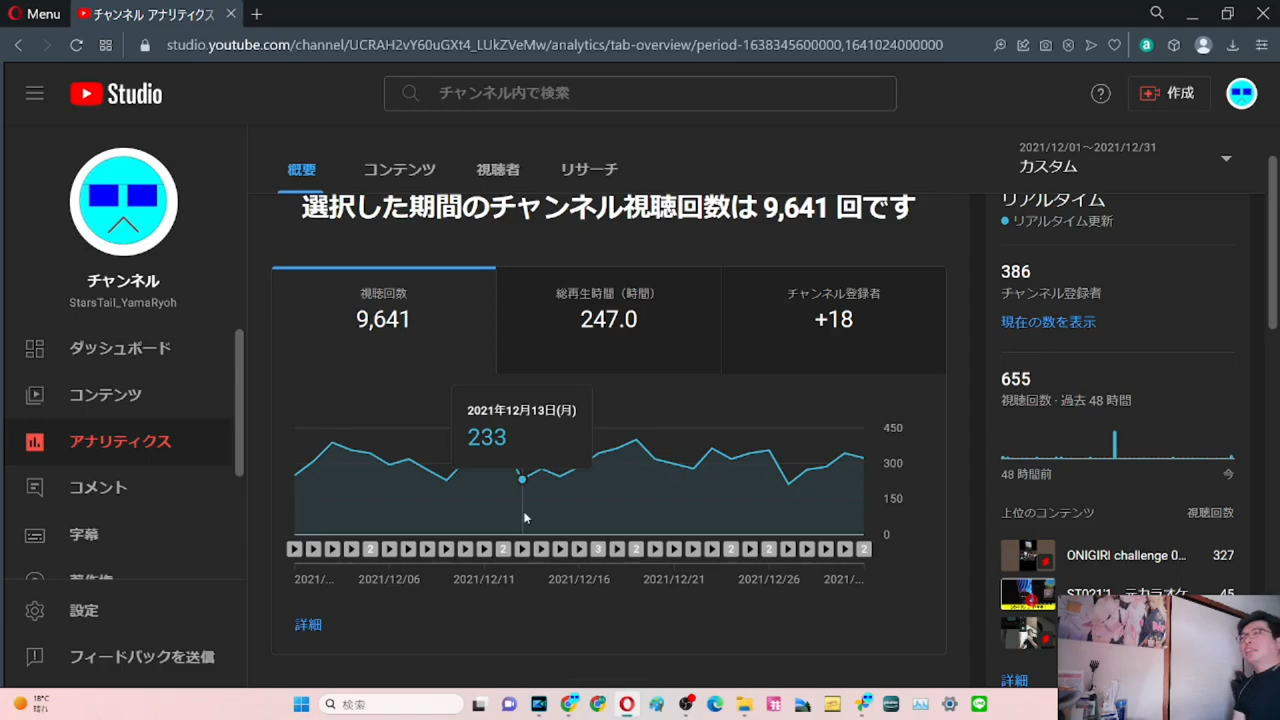 Menu
チャンネル アナリティクス
studio.youtube.com/channel/UCRAH2vY60uGXt4_LUkZVeMw/analytics/tab-overview/period-1638345600000,1641024000000
Studio
チャンネル内で検索
作成
チャンネル
StarsTail_YamaRyoh
ダッシュボード
コンテンツ
アナリティクス
コメント
字幕
設定
フィードバックを送信
概要
コンテンツ
視聴者
リサーチ
2021/12/01～2021/12/31
カスタム
選択した期間のチャンネル視聴回数は 9,641 回です
視聴回数
9,641
総再生時間（時間）
247.0
チャンネル登録者
+18
2021年12月13日(月)
233
450
300
150
0
2
2
3
2
2
2
2
2021/...
2021/12/06
2021/12/11
2021/12/16
2021/12/21
2021/12/26
2021/...
詳細
リアルタイム
リアルタイム更新
386
チャンネル登録者
現在の数を表示
655
視聴回数 · 過去 48 時間
48 時間前
今
上位のコンテンツ
視聴回数
ONIGIRI challenge 0...
327
45
詳細
18°C
晴れ
検索